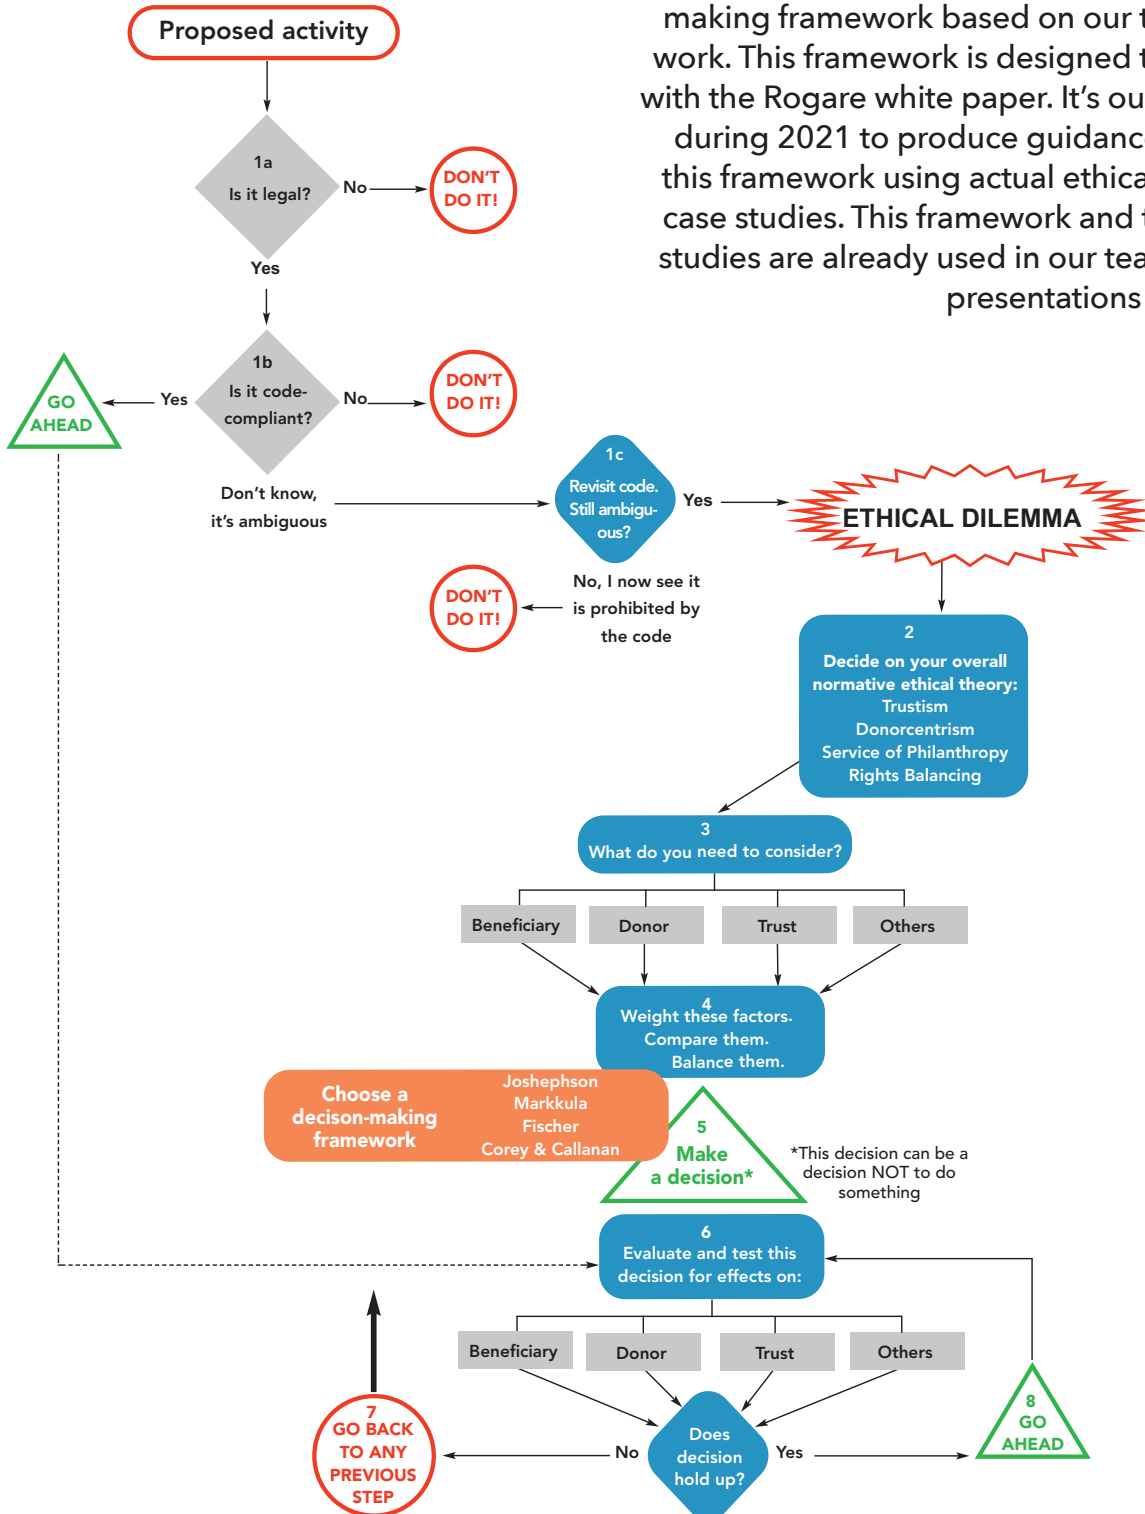 Proposed activity
making framework based on our t
work. This framework is designed t
with the Rogare white paper. It's ou
during 2021 to produce guidance
this framework using actual ethica
case studies. This framework and t
studies are already used in our tea
presentations
1a
Is it legal?
No
DON'T
DO IT!
Yes
1b
Is it code-
compliant?
Yes
GO
AHEAD
No
DON'T
DO IT!
Don't know,
it's ambiguous
1c
Revisit code.
Still ambigu-
ous?
Yes
ETHICAL DILEMMA
No, I now see it
is prohibited by
the code
DON'T
DO IT!
2
Decide on your overall
normative ethical theory:
Trustism
Donorcentrism
Service of Philanthropy
Rights Balancing
3
What do you need to consider?
Beneficiary
Donor
Trust
Others
4
Weight these factors.
Compare them.
Balance them.
Choose a
decison-making
framework
Joshephson
Markkula
Fischer
Corey & Callanan
5
Make
a decision*
*This decision can be a
decision NOT to do
something
6
Evaluate and test this
decision for effects on:
Beneficiary
Donor
Trust
Others
Does
decision
hold up?
No
7
GO BACK
TO ANY
PREVIOUS
STEP
Yes
8
GO
AHEAD